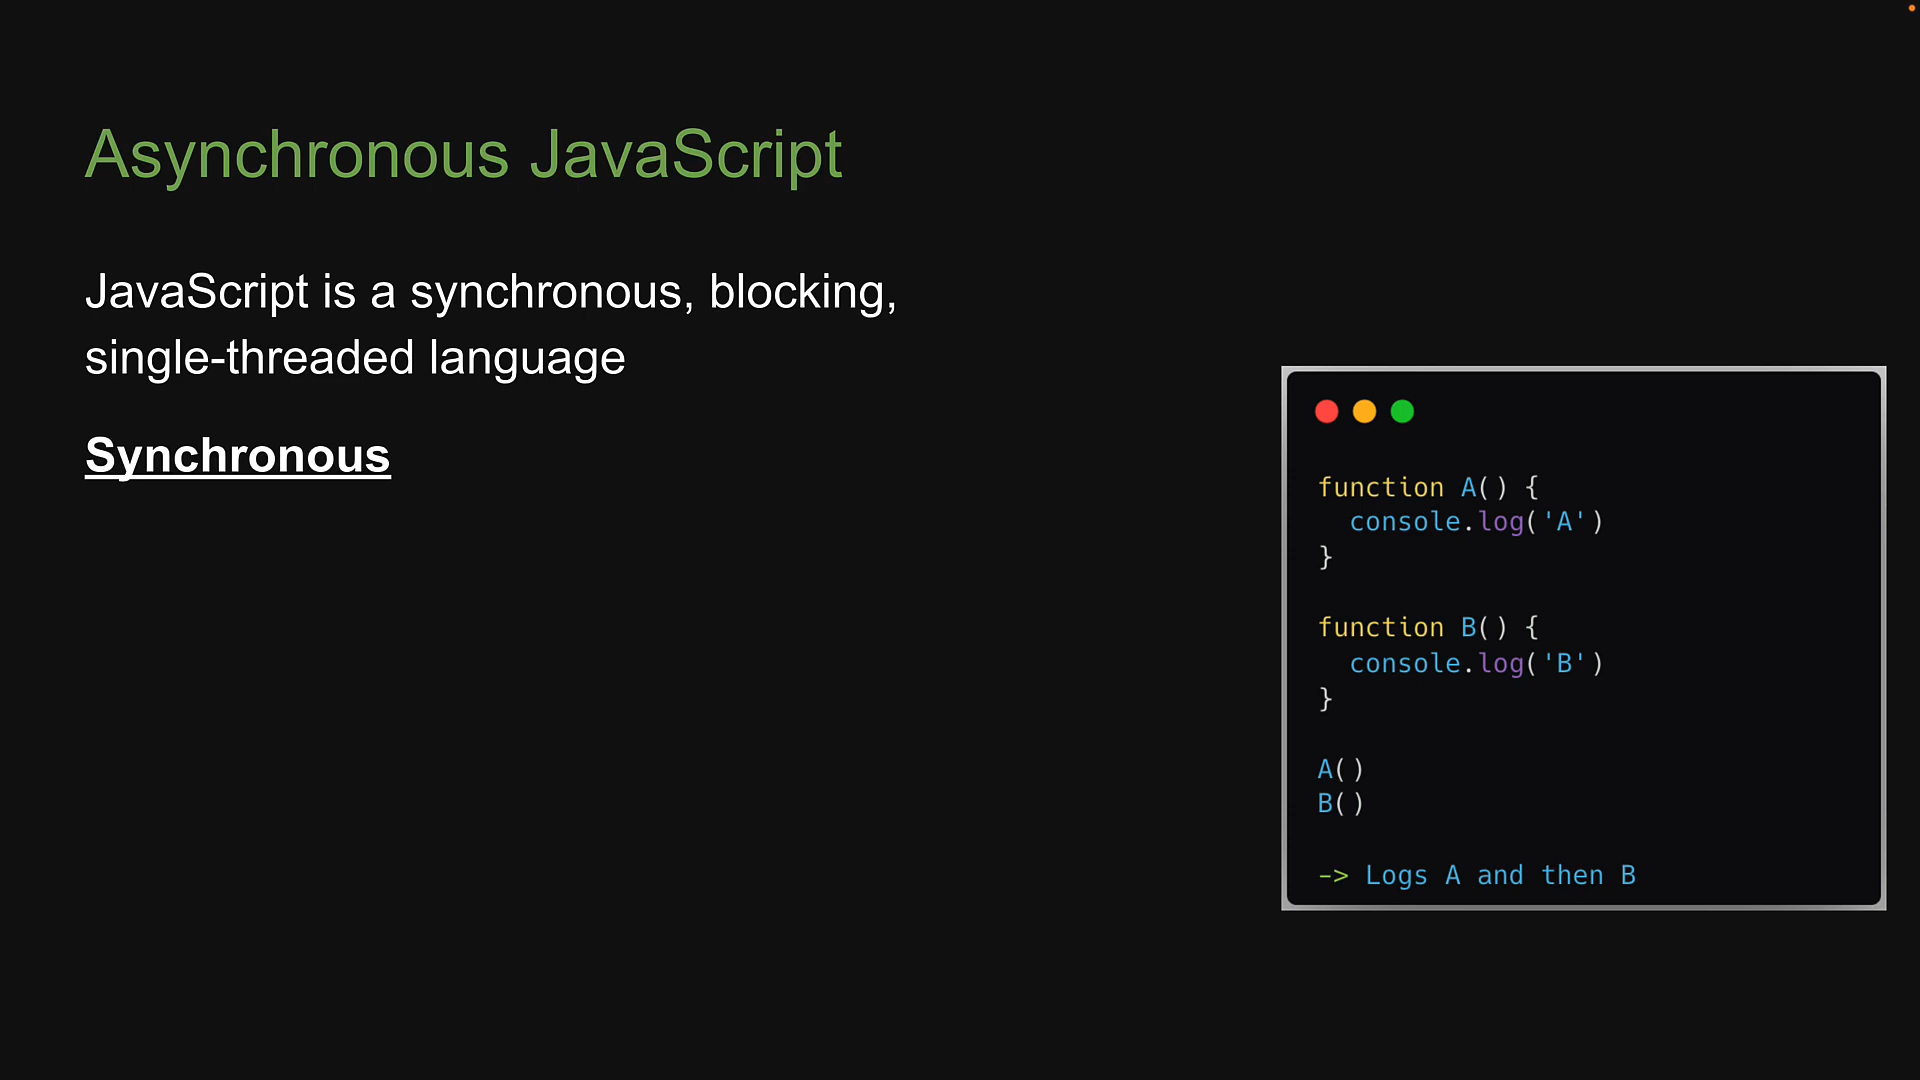 Asynchronous JavaScript
JavaScript is a synchronous, blocking,
single-threaded language
Synchronous
function A() {
  console.log('A')
}
function B() {
  console.log('B')
}
A()
B()
-> Logs A and then B